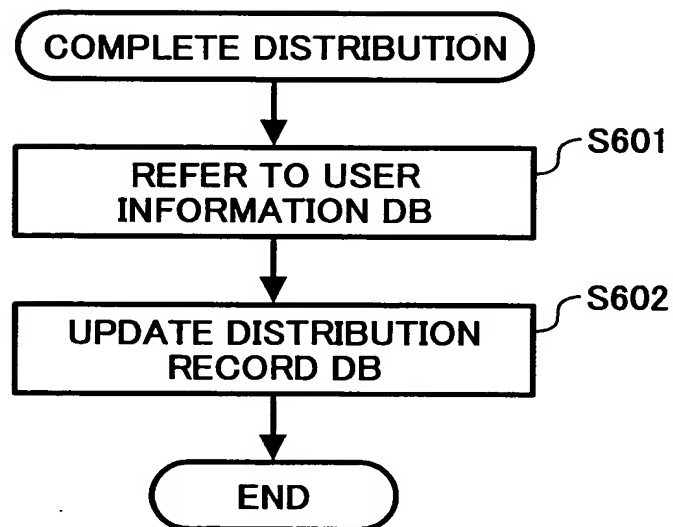 COMPLETE DISTRIBUTION
S601
REFER TO USER
INFORMATION DB
S602
UPDATE DISTRIBUTION
RECORD DB
END